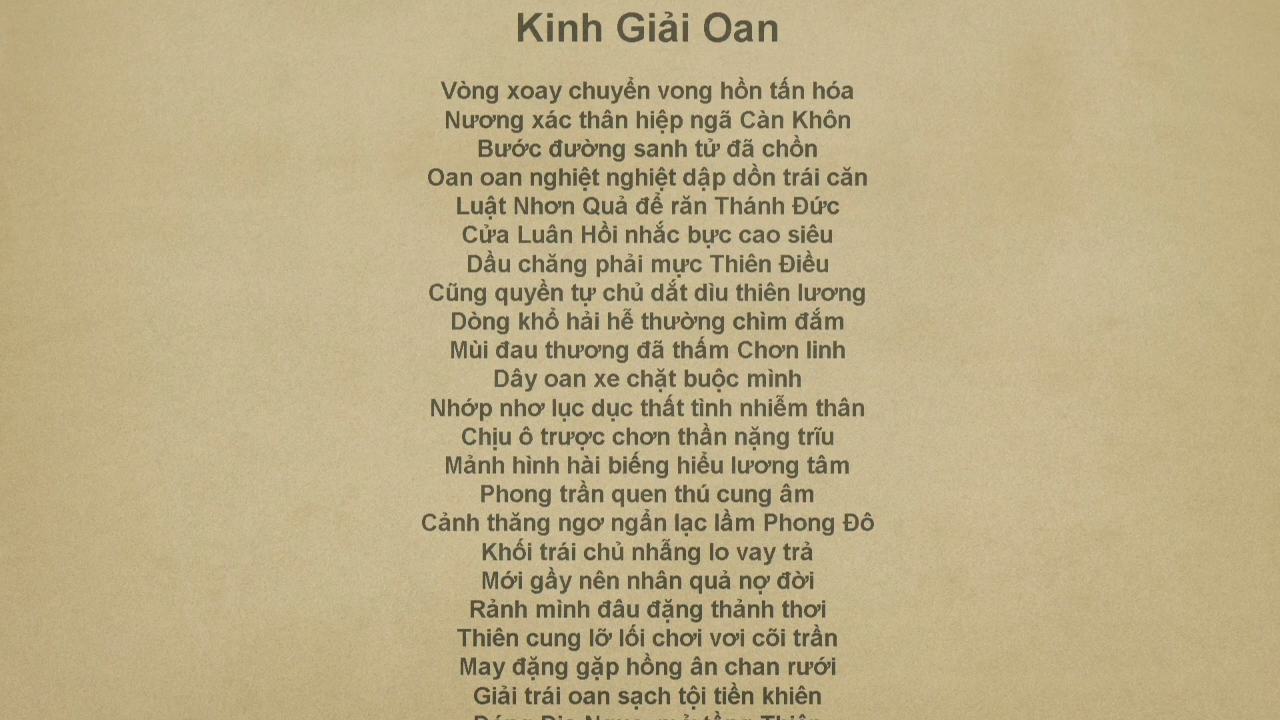 Kinh Giải Oan
Vòng xoay chuyển vong hồn tấn hóa
Nương xác thân hiệp ngã Càn Khôn
Bước đường sanh tử đã chồn
Oan oan nghiệt nghiệt dập dồn trái căn
Luật Nhơn Quả để răn Thánh Đức
Cửa Luân Hồi nhắc bực cao siêu
Dầu chăng phải mực Thiên Điều
Cũng quyền tự chủ dắt dìu thiên lương
Dòng khổ hải hễ thường chìm đắm
Mùi đau thương đã thấm Chơn linh
Dây oan xe chặt buộc mình
Nhớp nhơ lục dục thất tình nhiễm thân
Chịu ô trược chơn thần nặng trĩu
Mảnh hình hài biếng hiểu lương tâm
Phong trần quen thú cung âm
Cảnh thăng ngơ ngẩn lạc lầm Phong Đô
Khối trái chủ nhẫng lo vay trả
Mới gầy nên nhân quả nợ đời
Rảnh mình đâu đặng thảnh thơi
Thiên cung lỡ lối chơi vơi cõi trần
May đặng gặp hồng ân chan rưới
Giải trái oan sạch tội tiền khiên